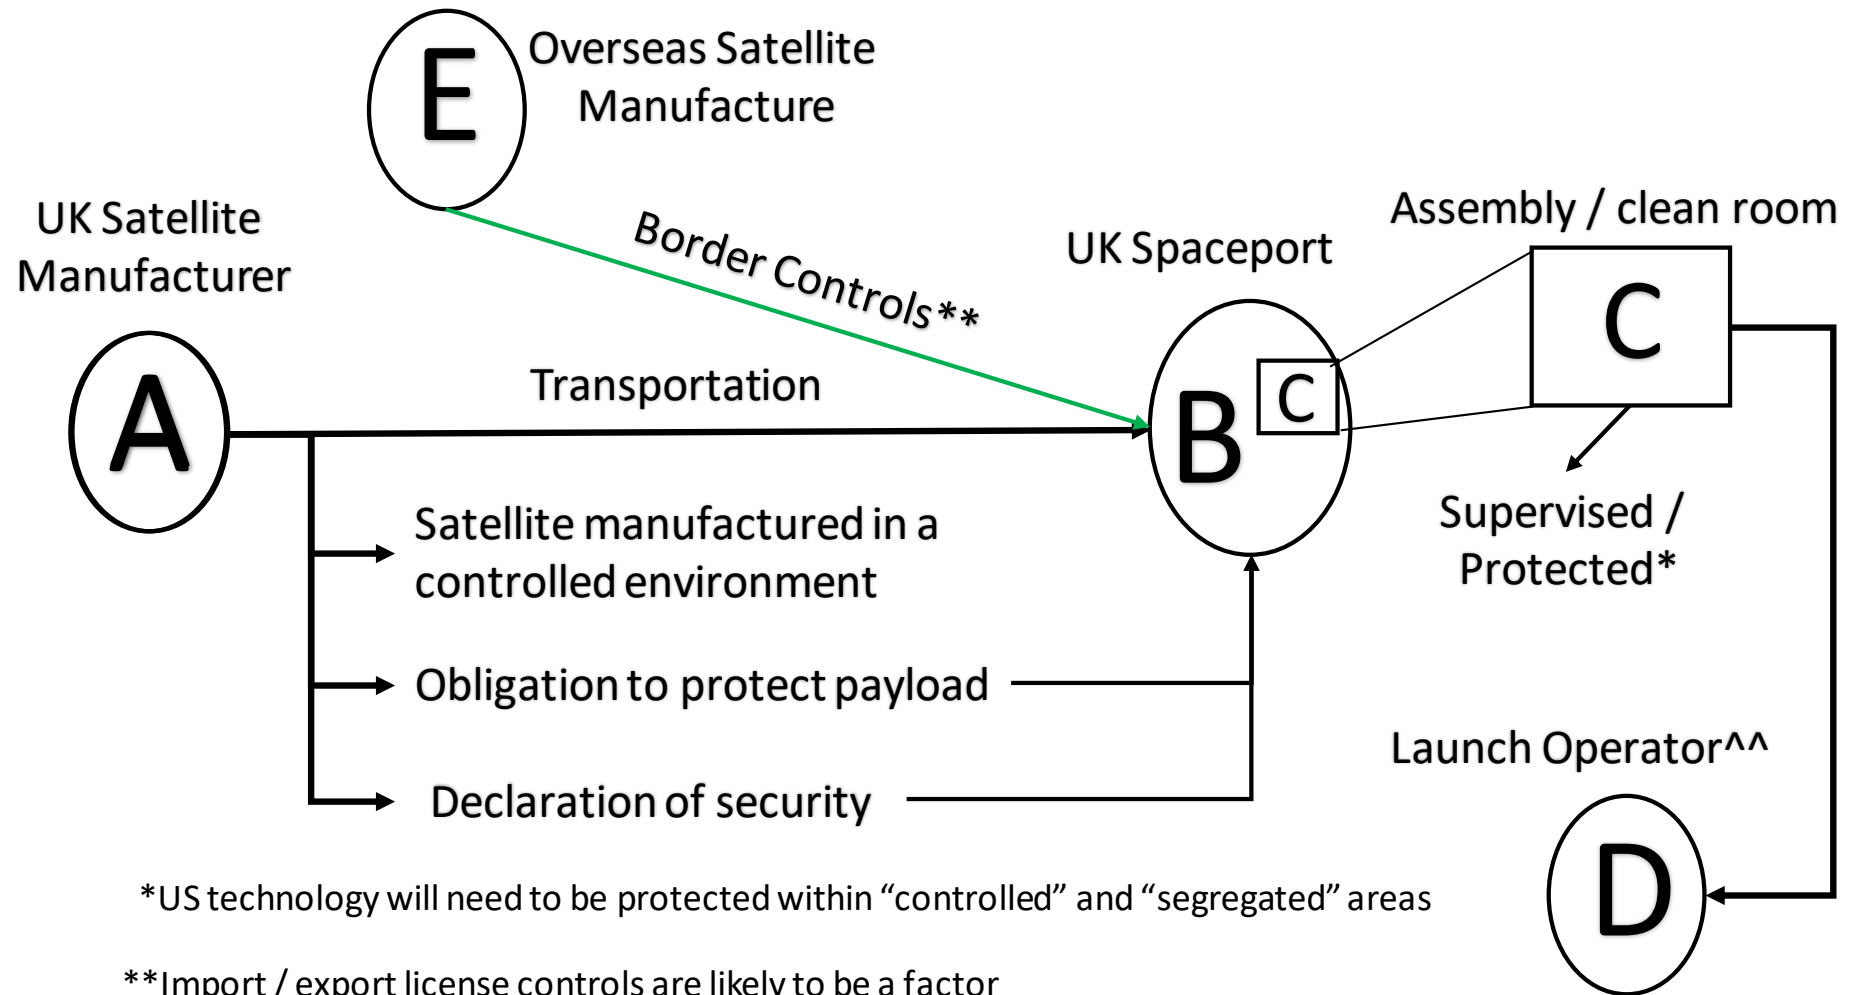 E
Overseas Satellite
Manufacture
UK Satellite
Manufacturer
Border Controls**
UK Spaceport
Assembly / clean room
C
A
Transportation
B
C
Supervised /
Protected*
Satellite manufactured in a
controlled environment
Obligation to protect payload
Declaration of security
Launch Operator^^
D
*US technology will need to be protected within “controlled” and “segregated” areas
**Import / export license controls are likely to be a factor